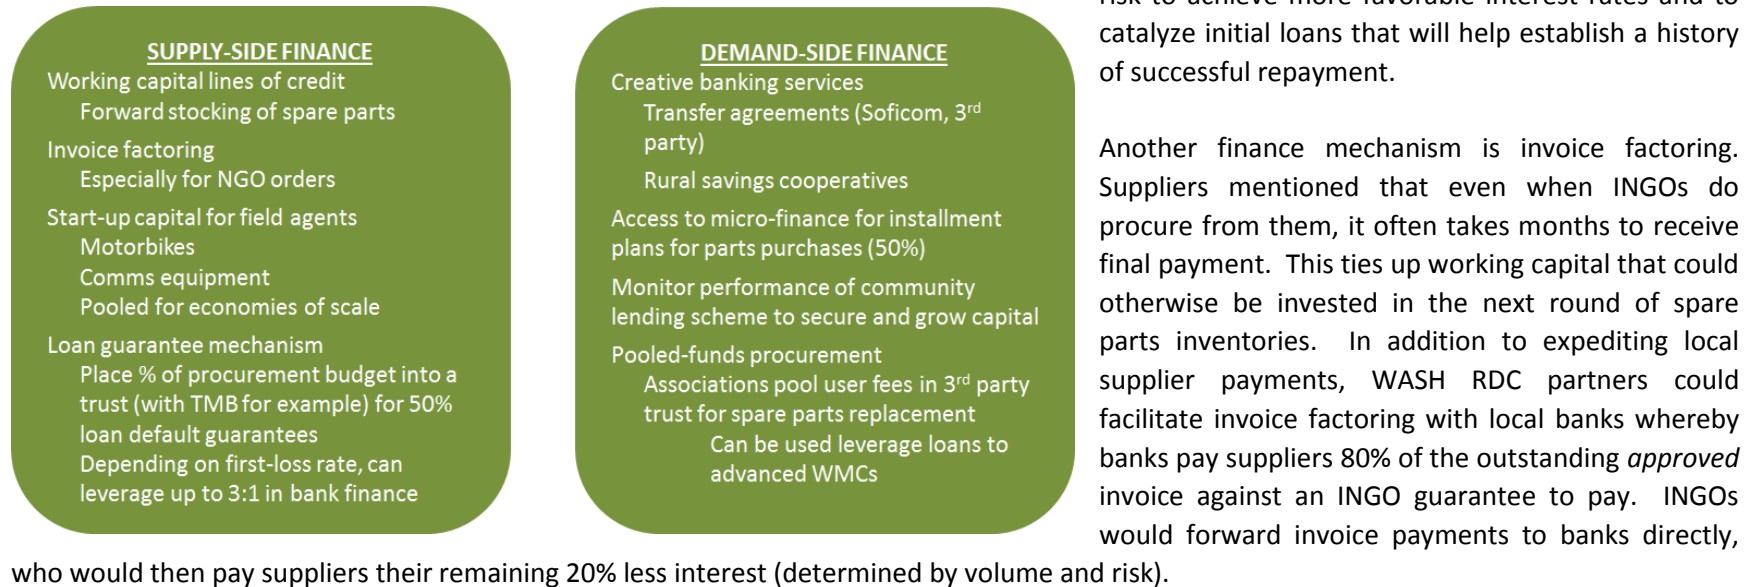 SUPPLY-SIDE FINANCE
Working capital lines of credit
Forward stocking of spare parts
Invoice factoring
Especially for NGO orders
Start-up capital for field agents
Motorbikes
Comms equipment
Pooled for economies of scale
Loan guarantee mechanism
Place % of procurement budget into a
trust (with TMB for example) for 50%
loan default guarantees
Depending on first-loss rate, can
leverage up to 3:1 in bank finance
DEMAND-SIDE FINANCE
Creative banking services
Transfer agreements (Soficom, 3rd
party)
Rural savings cooperatives
Access to micro-finance for installment
plans for parts purchases (50%)
Monitor performance of community
lending scheme to secure and grow capital
Pooled-funds procurement
Associations pool user fees in 3rd party
trust for spare parts replacement
Can be used leverage loans to
advanced WMCs
risk to achieve more favorable interest rates and to
catalyze initial loans that will help establish a history
of successful repayment.
Another finance mechanism is invoice factoring.
Suppliers mentioned that even when INGOs do
procure from them, it often takes months to receive
final payment. This ties up working capital that could
otherwise be invested in the next round of spare
parts inventories. In addition to expediting local
supplier payments, WASH RDC partners could
facilitate invoice factoring with local banks whereby
banks pay suppliers 80% of the outstanding approved
invoice against an INGO guarantee to pay. INGOs
would forward invoice payments to banks directly,
who would then pay suppliers their remaining 20% less interest (determined by volume and risk).